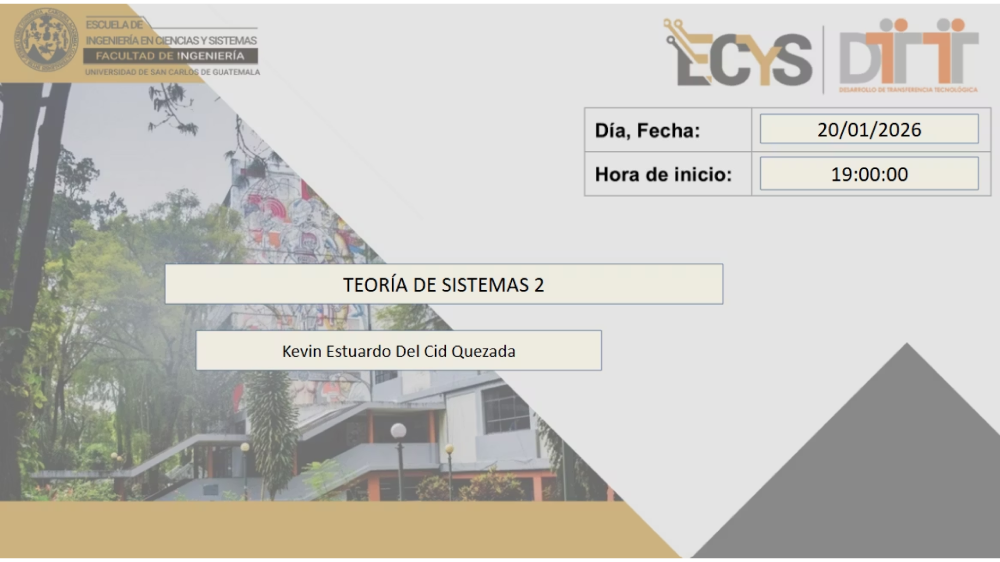 ESCUELA DE
INGENIERÍA EN CIENCIAS Y SISTEMAS
FACULTAD DE INGENIERÍA
UNIVERSIDAD DE SAN CARLOS DE GUATEMALA
ECYS
DTT
DESARROLLO DE TRANSFERENCIA TECNOLÓGICA
Día, Fecha: 20/01/2026
Hora de inicio: 19:00:00
TEORÍA DE SISTEMAS 2
Kevin Estuardo Del Cid Quezada